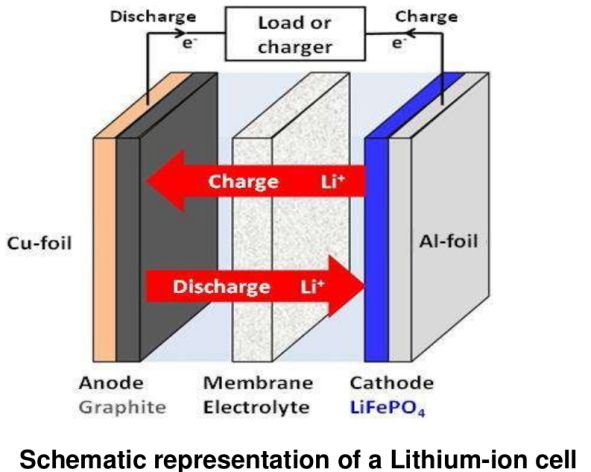 Discharge
Load or
charger
Charge
e-
e-
Charge Li+
Cu-foil
Al-foil
Discharge Li+
Anode
Graphite
Membrane
Electrolyte
Cathode
LiFePO4
Schematic representation of a Lithium-ion cell